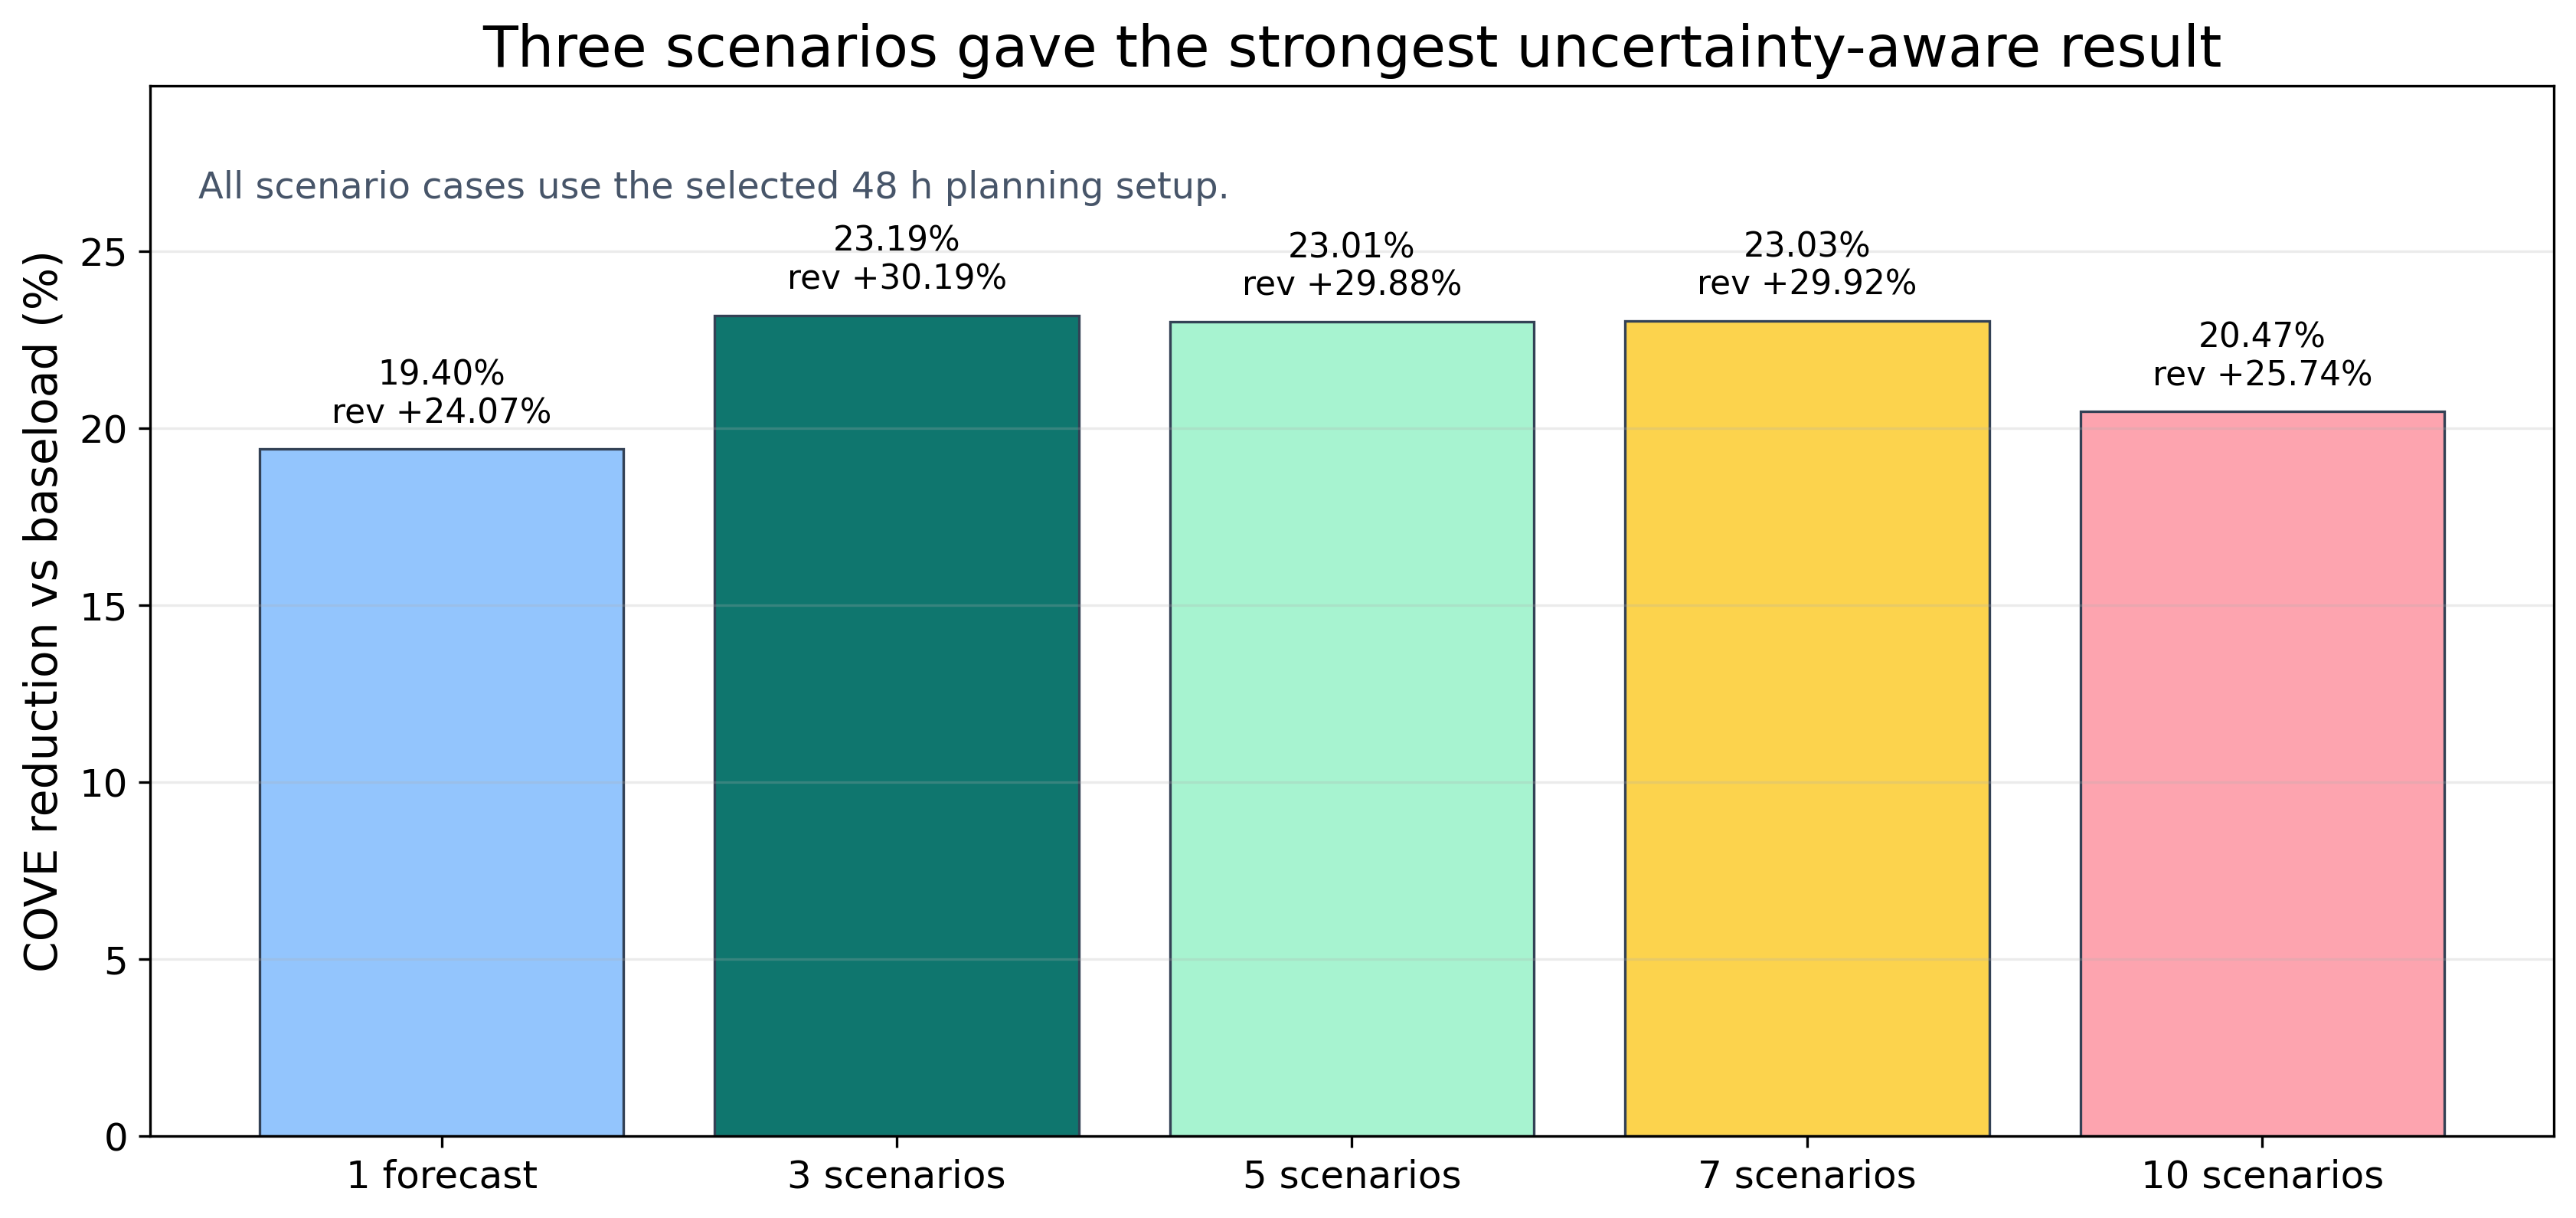 Three scenarios gave the strongest uncertainty-aware result
All scenario cases use the selected 48 h planning setup.
COVE reduction vs baseload (%)
25
20
15
10
5
0
19.40%
rev +24.07%
23.19%
rev +30.19%
23.01%
rev +29.88%
23.03%
rev +29.92%
20.47%
rev +25.74%
1 forecast
3 scenarios
5 scenarios
7 scenarios
10 scenarios